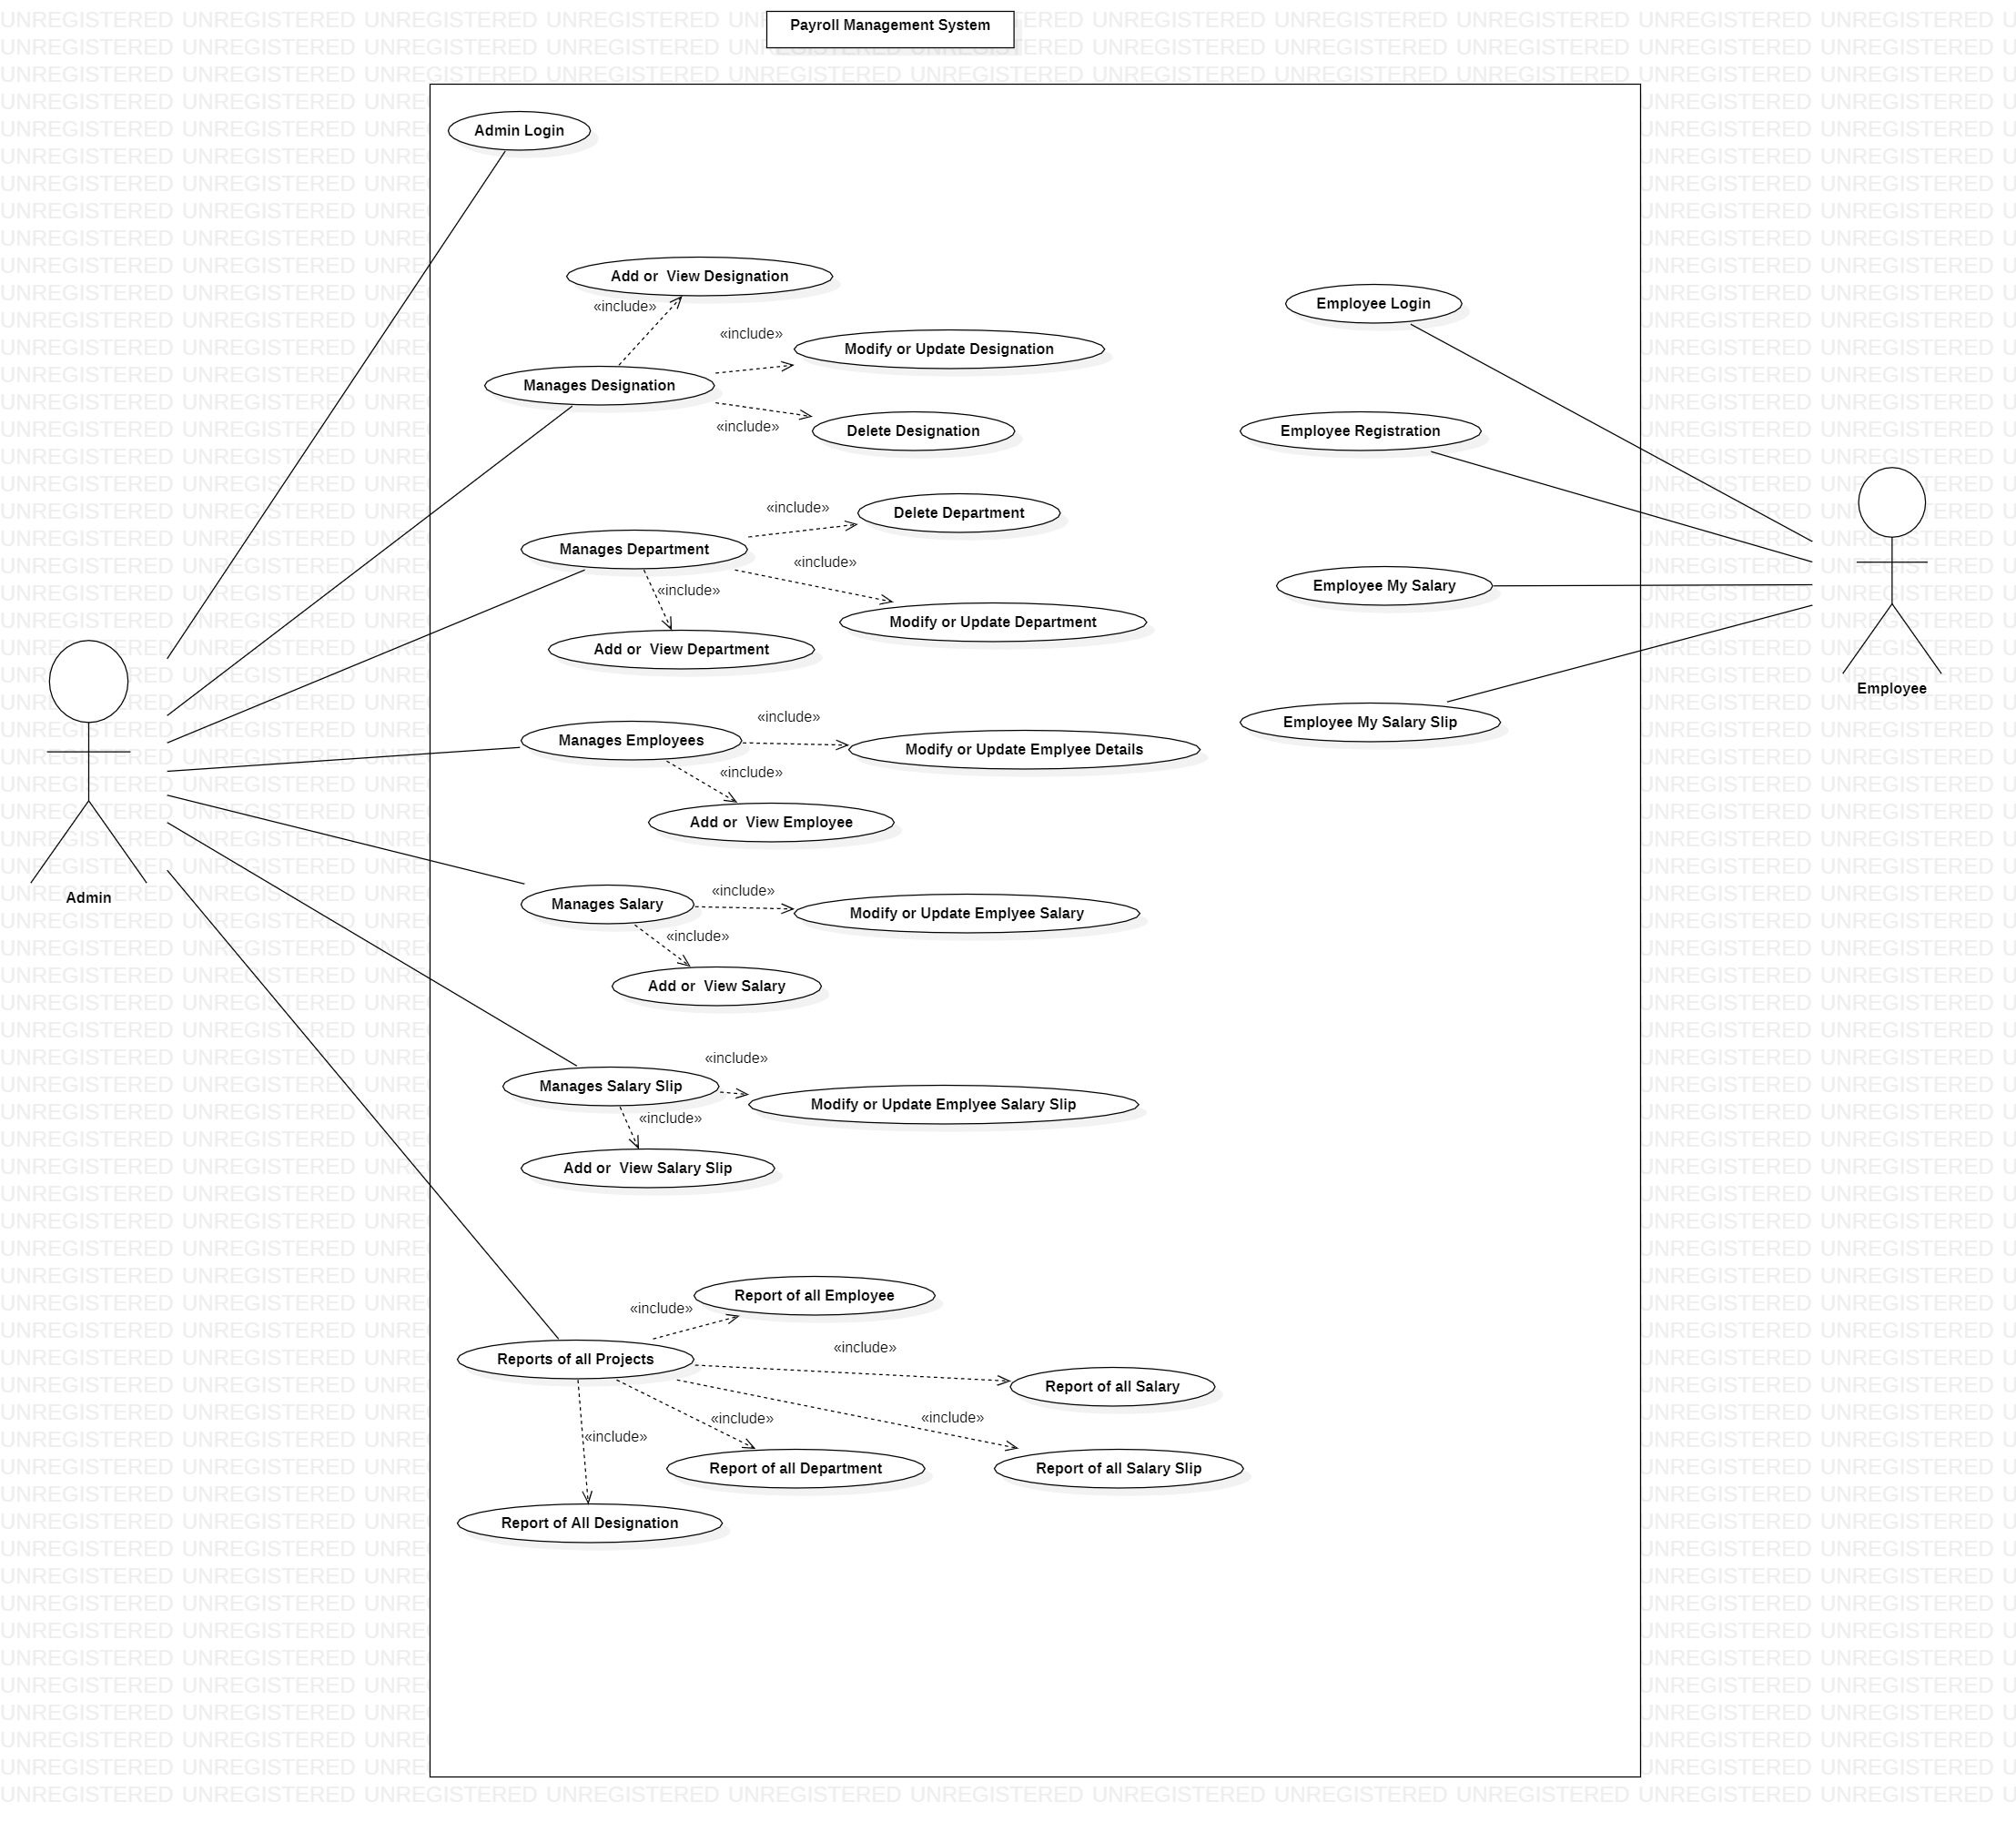 Payroll Management System
Admin Login
Add or  View Designation
«include»
«include»
Modify or Update Designation
Manages Designation
«include»
Delete Designation
Employee Login
Employee Registration
«include»
Delete Department
Manages Department
«include»
«include»
Modify or Update Department
Add or  View Department
Employee My Salary
Employee
Employee My Salary Slip
«include»
Manages Employees
Modify or Update Emplyee Details
«include»
Add or  View Employee
Admin
«include»
Manages Salary
Modify or Update Emplyee Salary
«include»
Add or  View Salary
«include»
Manages Salary Slip
Modify or Update Emplyee Salary Slip
«include»
Add or  View Salary Slip
Report of all Employee
«include»
«include»
Reports of all Projects
Report of all Salary
«include»
«include»
«include»
Report of all Department
Report of all Salary Slip
Report of All Designation
UNREGISTERED